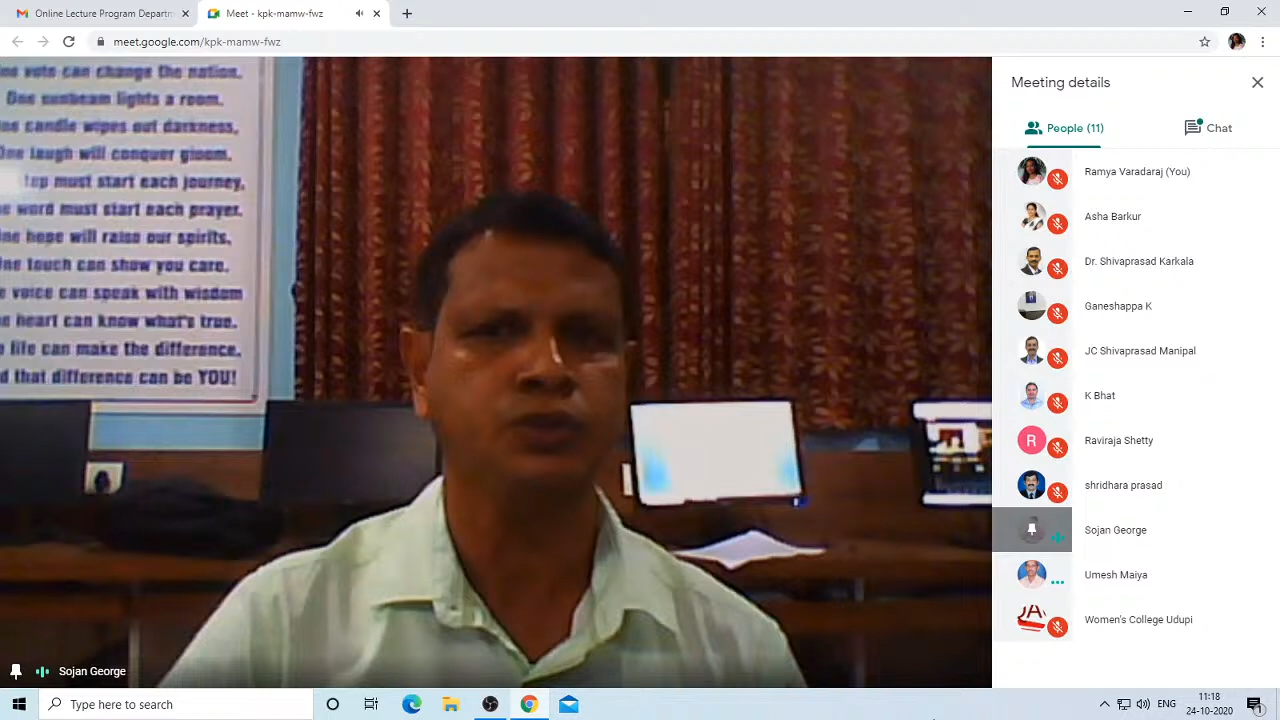 Online Lecture Program Departm
Meet - kpk-mamw-fwz
meet.google.com/kpk-mamw-fwz
vote can change the nation.
One sunbeam lights a room.
candle wipes out darkness,
One laugh will conquer gloom.
must start each journey,
word must start each prayer.
hope will raise our spirits,
touch can show you care.
voice can speak with wisdom
heart can know what's true.
life can make the difference,
that difference can be YOU!
Sojan George
Meeting details
People (11)
Chat
Ramya Varadaraj (You)
Asha Barkur
Dr. Shivaprasad Karkala
Ganeshappa K
JC Shivaprasad Manipal
K Bhat
R
Raviraja Shetty
shridhara prasad
Sojan George
Umesh Maiya
Women's College Udupi
Type here to search
ENG
11:18
24-10-2020
1